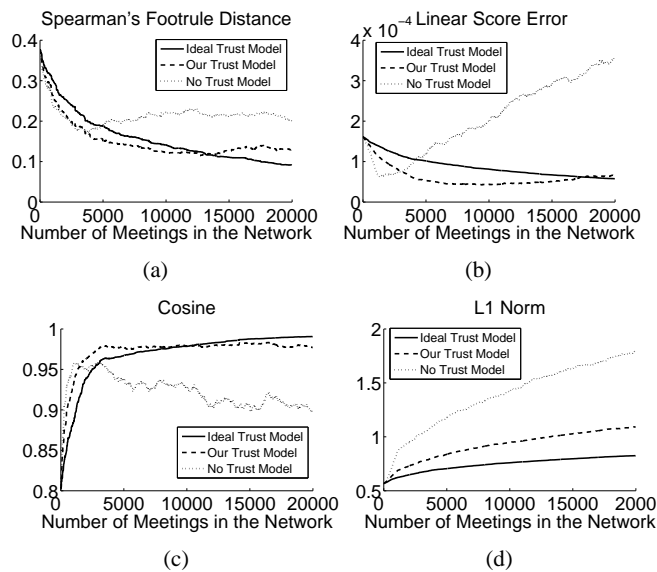 Spearman's Footrule Distance
Ideal Trust Model
Our Trust Model
No Trust Model
0.4
0.3
0.2
0.1
0
0 5000 10000 15000 20000
Number of Meetings in the Network
(a)
Linear Score Error
x 10⁻⁴
Ideal Trust Model
Our Trust Model
No Trust Model
4
3
2
1
0
0 5000 10000 15000 20000
Number of Meetings in the Network
(b)
Cosine
1
0.95
0.9
0.85
0.8
Ideal Trust Model
Our Trust Model
No Trust Model
0 5000 10000 15000 20000
Number of Meetings in the Network
(c)
L1 Norm
Ideal Trust Model
Our Trust Model
No Trust Model
2
1.5
1
0.5
0 5000 10000 15000 20000
Number of Meetings in the Network
(d)